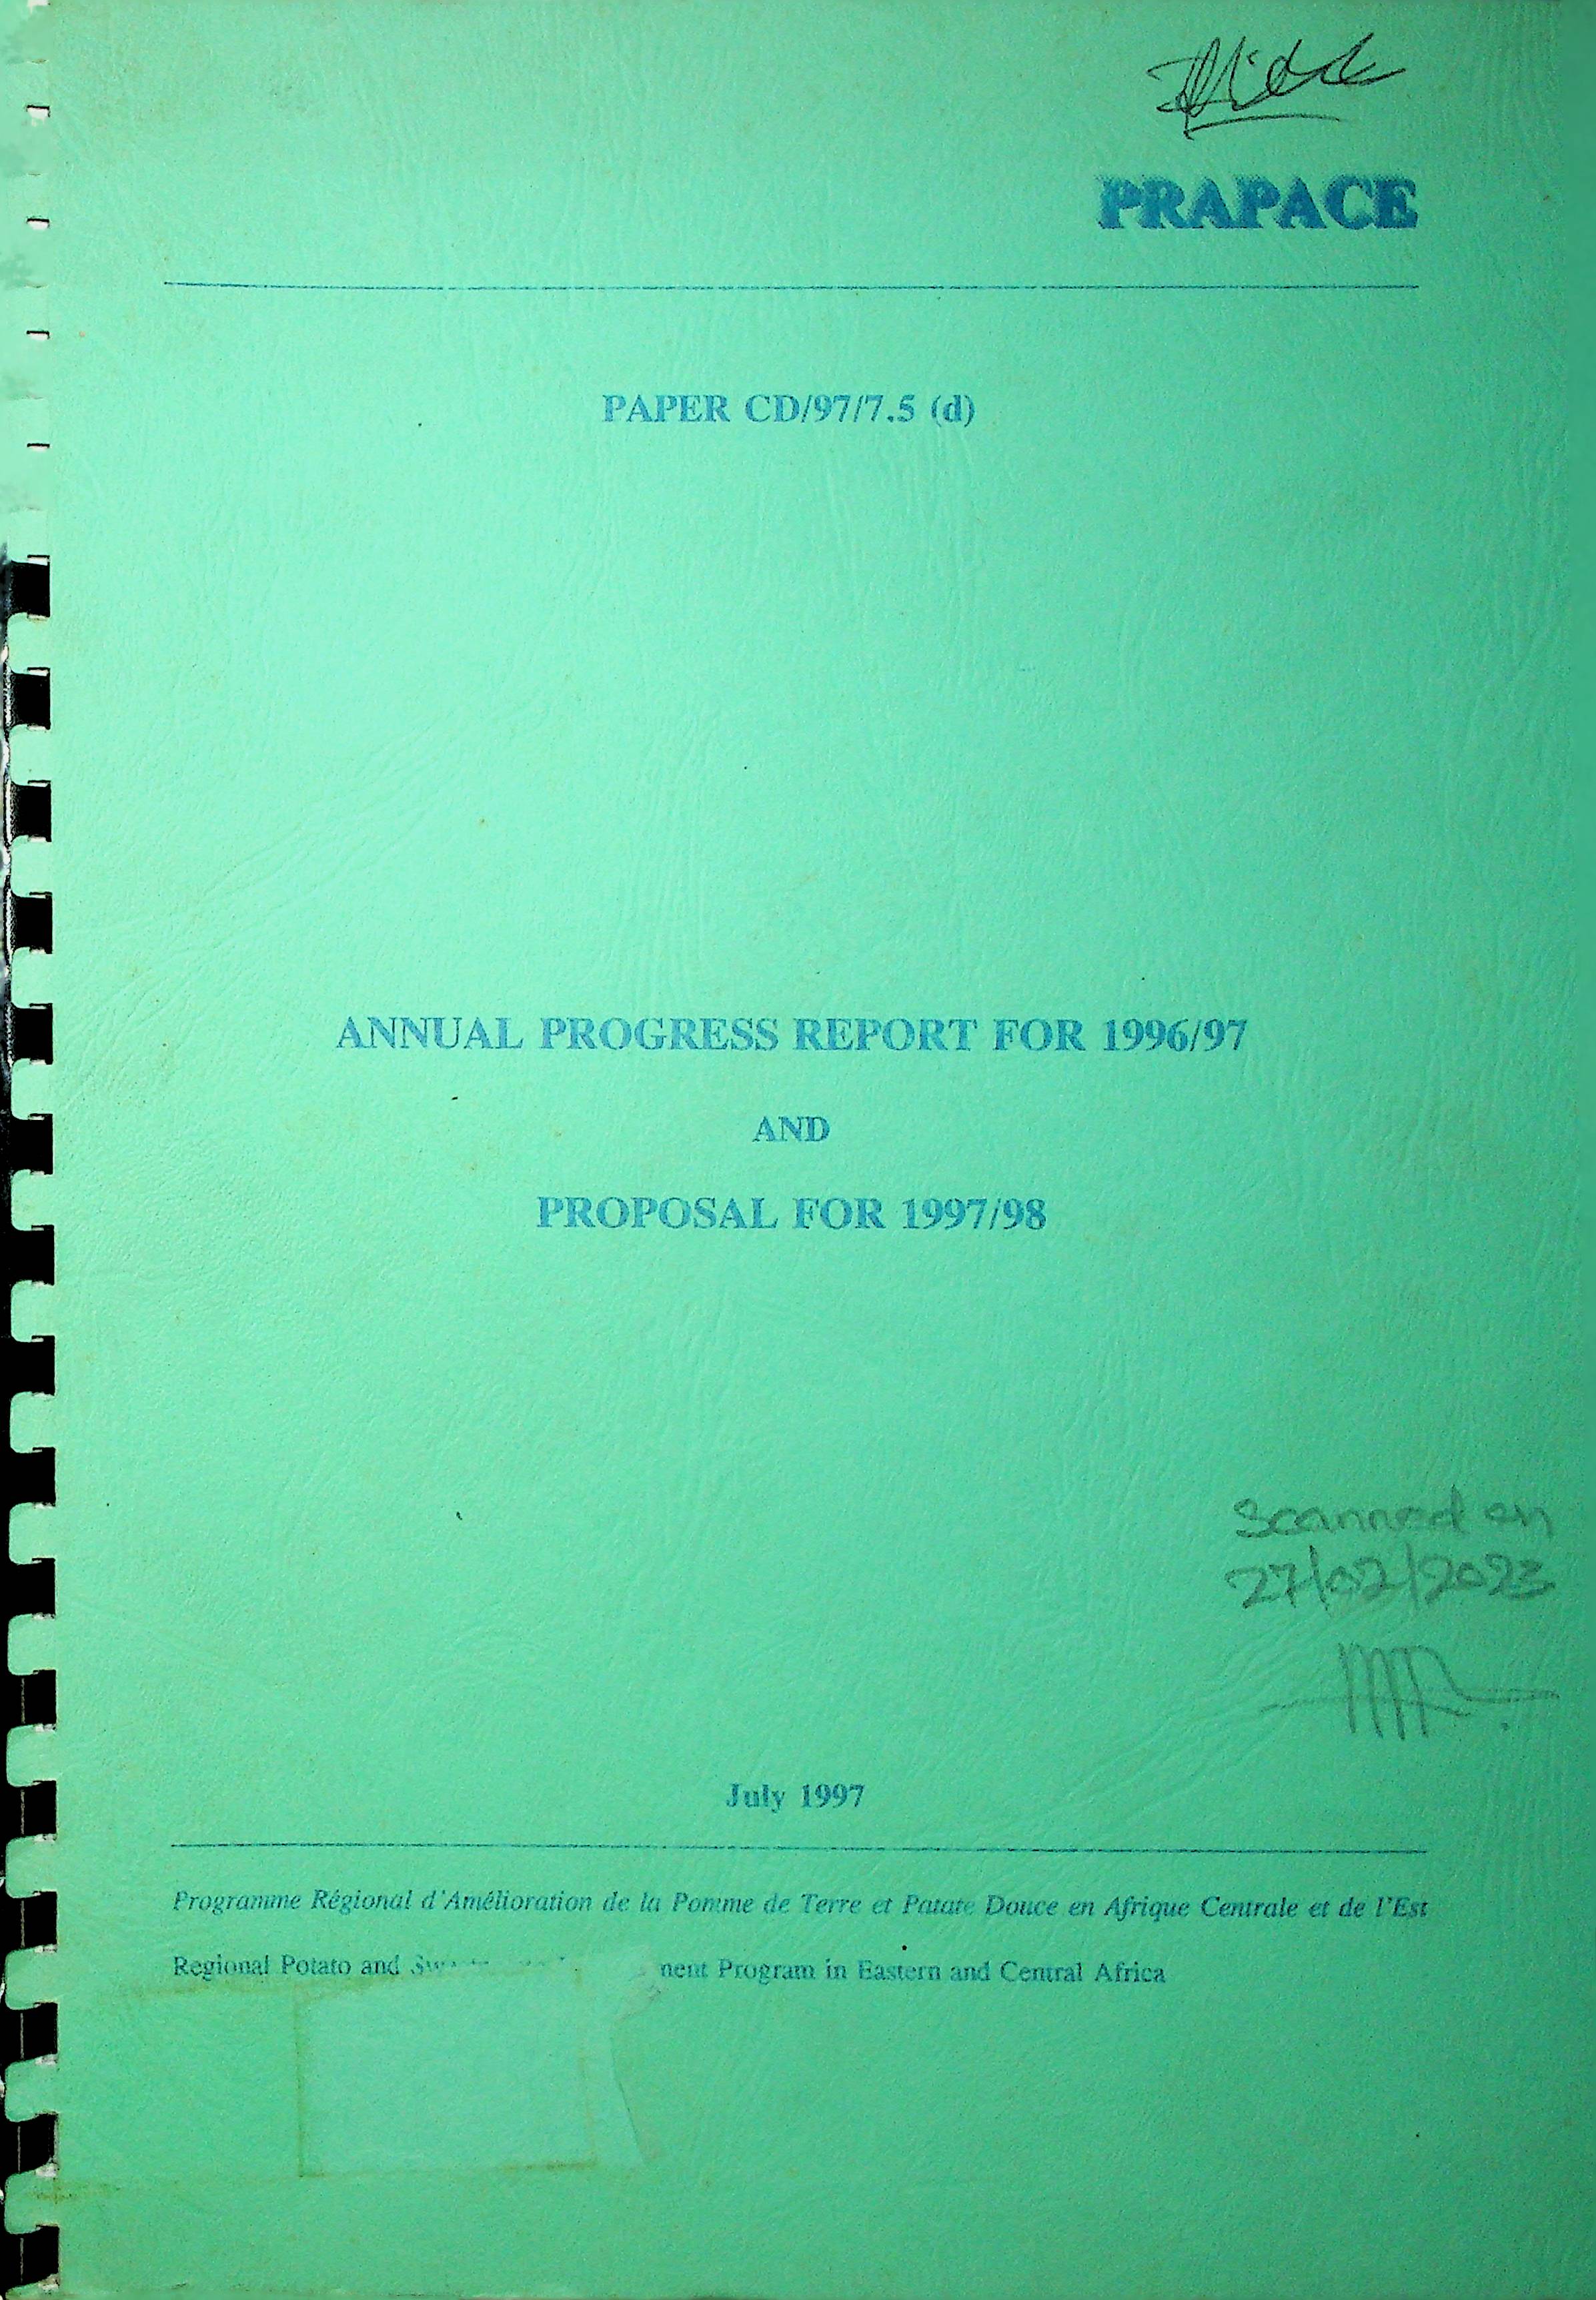 PRAPACE
PAPER CD/97/7.5 (d)
ANNUAL PROGRESS REPORT FOR 1996/97
AND
PROPOSAL FOR 1997/98
Scanned on
27/02/2023
July 1997
Programme Régional d'Amélioration de la Pomme de Terre et Patate Douce en Afrique Centrale et de l'Est
Regional Potato and Program in Eastern and Central Africa